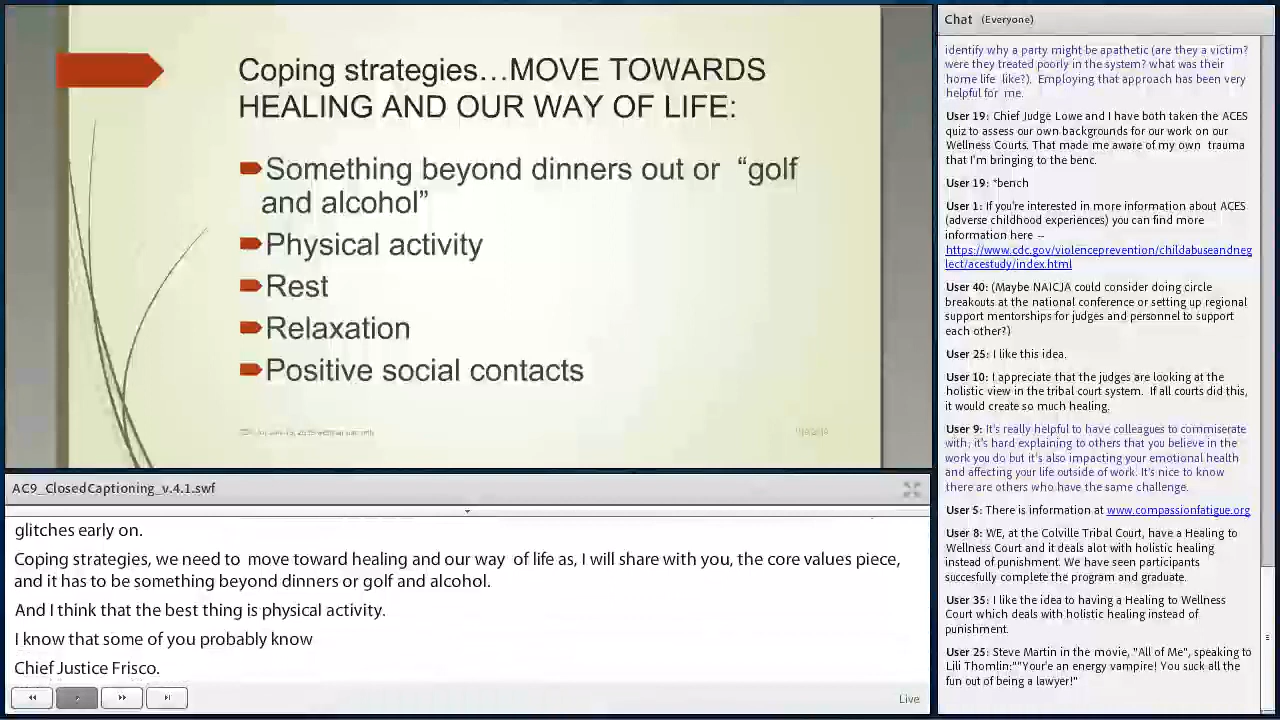 Coping strategies…MOVE TOWARDS
HEALING AND OUR WAY OF LIFE:
Something beyond dinners out or “golf
and alcohol”
Physical activity
Rest
Relaxation
Positive social contacts
AC9_ClosedCaptioning_v.4.1.swf
glitches early on.
Coping strategies, we need to move toward healing and our way of life as, I will share with you, the core values piece,
and it has to be something beyond dinners or golf and alcohol.
And I think that the best thing is physical activity.
I know that some of you probably know
Chief Justice Frisco.
Live
Chat (Everyone)
identify why a party might be apathetic (are they a victim?
were they treated poorly in the system? what was their
home life like?). Employing that approach has been very
helpful for me.
User 19: Chief Judge Lowe and I have both taken the ACES
quiz to assess our own backgrounds for our work on our
Wellness Courts. That made me aware of my own trauma
that I'm bringing to the benc.
User 19: *bench
User 1: If you're interested in more information about ACES
(adverse childhood experiences) you can find more
information here --
https://www.cdc.gov/violenceprevention/childabuseandneg
lect/acestudy/index.html
User 40: (Maybe NAICJA could consider doing circle
breakouts at the national conference or setting up regional
support mentorships for judges and personnel to support
each other?)
User 25: I like this idea.
User 10: I appreciate that the judges are looking at the
holistic view in the tribal court system. If all courts did this,
it would create so much healing.
User 9: It's really helpful to have colleagues to commiserate
with; it's hard explaining to others that you believe in the
work you do but it's also impacting your emotional health
and affecting your life outside of work. It's nice to know
there are others who have the same challenge.
User 5: There is information at www.compassionfatigue.org
User 8: WE, at the Colville Tribal Court, have a Healing to
Wellness Court and it deals alot with holistic healing
instead of punishment. We have seen participants
succesfully complete the program and graduate.
User 35: I like the idea to having a Healing to Wellness
Court which deals with holistic healing instead of
punishment.
User 25: Steve Martin in the movie, "All of Me", speaking to
Lili Thomlin:""Your'e an energy vampire! You suck all the
fun out of being a lawyer!"